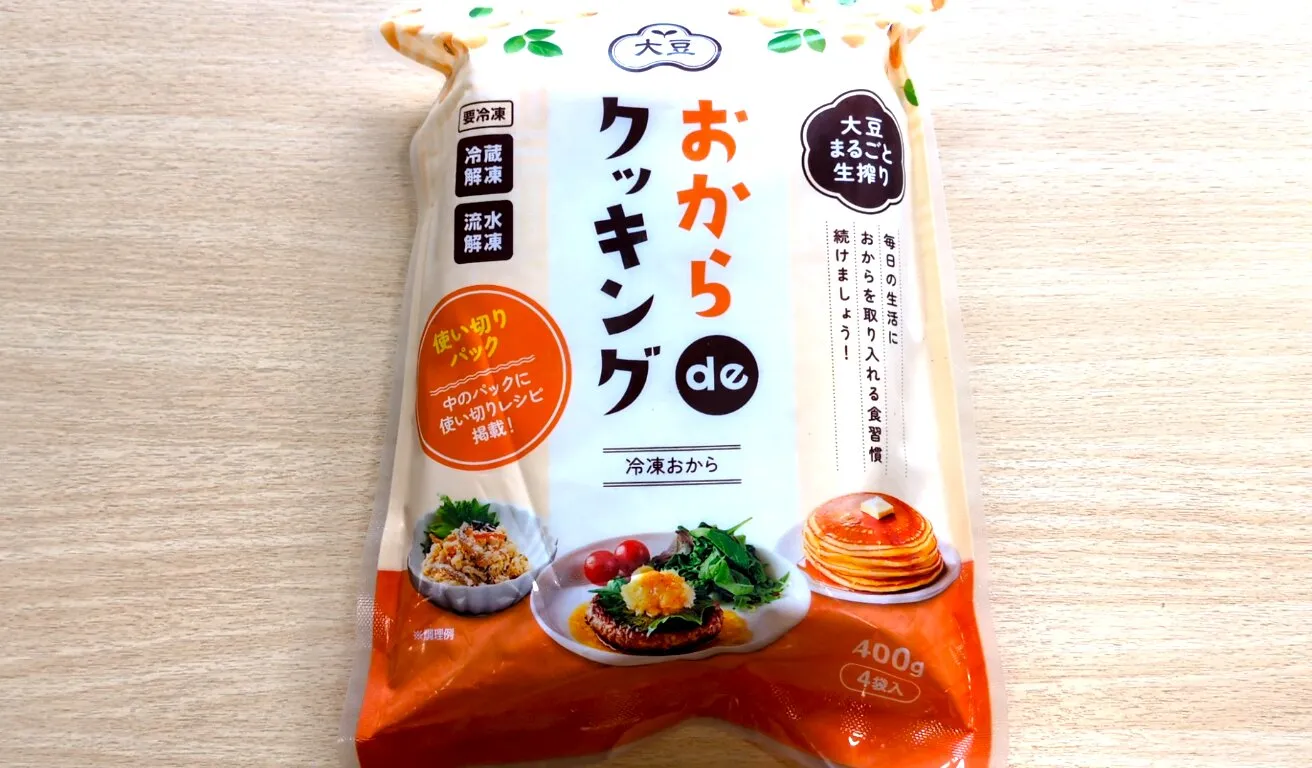 大豆
おから
de
クッキング
冷凍おから
要冷凍
冷蔵
解凍
流水
解凍
大豆
まるごと
生搾り
毎日の生活に
おからを取り入れる食習慣
続けましょう!
使い切り
パック
中のパックに
使い切りレシピ
掲載!
※調理例
400g
4袋入